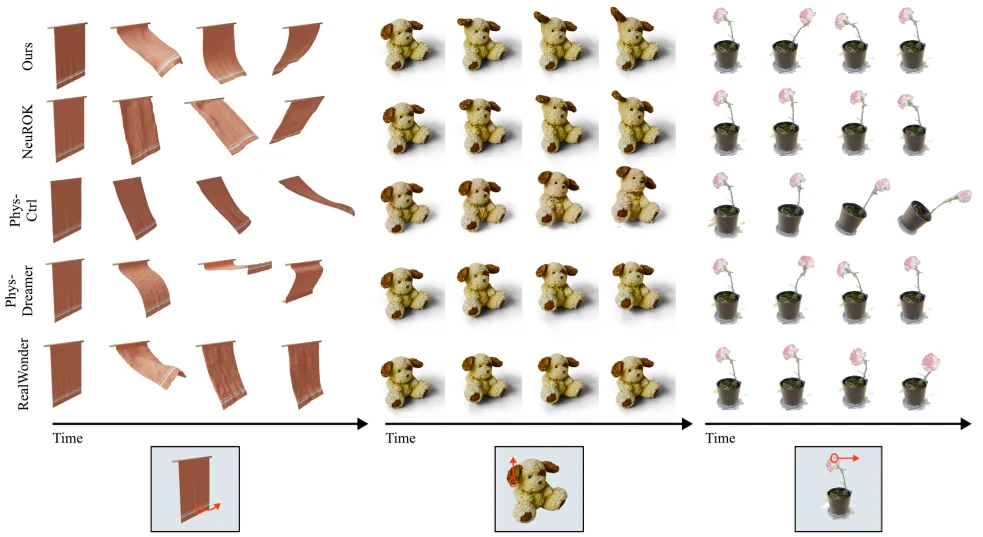 Ours
NeuROK
Phys-
Ctrl
Phys-
Dreamer
RealWonder
Time
Time
Time